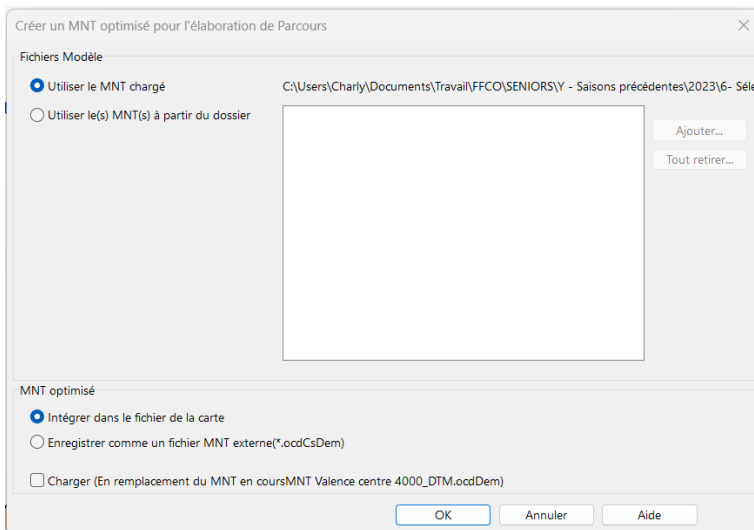 Créer un MNT optimisé pour l'élaboration de Parcours
Fichiers Modèle
Utiliser le MNT chargé
C:\Users\Charly\Documents\Travail\FFCO\SENIORS\Y - Saisons précédentes\2023\6- Séle
Utiliser le(s) MNT(s) à partir du dossier
Ajouter...
Tout retirer...
MNT optimisé
Intégrer dans le fichier de la carte
Enregistrer comme un fichier MNT externe(*.ocdCsDem)
Charger (En remplacement du MNT en coursMNT Valence centre 4000_DTM.ocdDem)
OK
Annuler
Aide